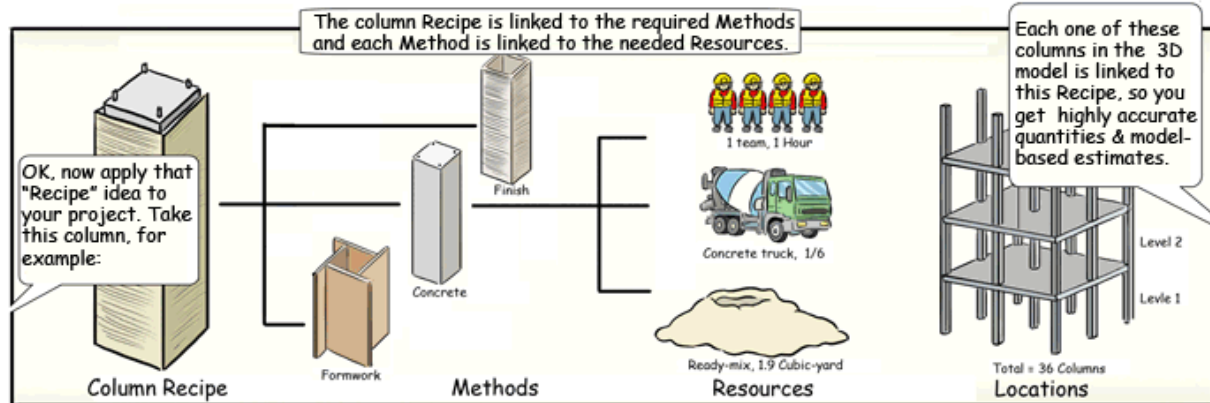 The column Recipe is linked to the required Methods
and each Method is linked to the needed Resources.
OK, now apply that
"Recipe" idea to
your project. Take
this column, for
example:
Finish
Concrete
Formwork
1 team, 1 Hour
Concrete truck, 1/6
Ready-mix, 1.9 Cubic-yard
Each one of these
columns in the 3D
model is linked to
this Recipe, so you
get highly accurate
quantities & model-
based estimates.
Level 2
Levle 1
Total = 36 Columns
Column Recipe
Methods
Resources
Locations